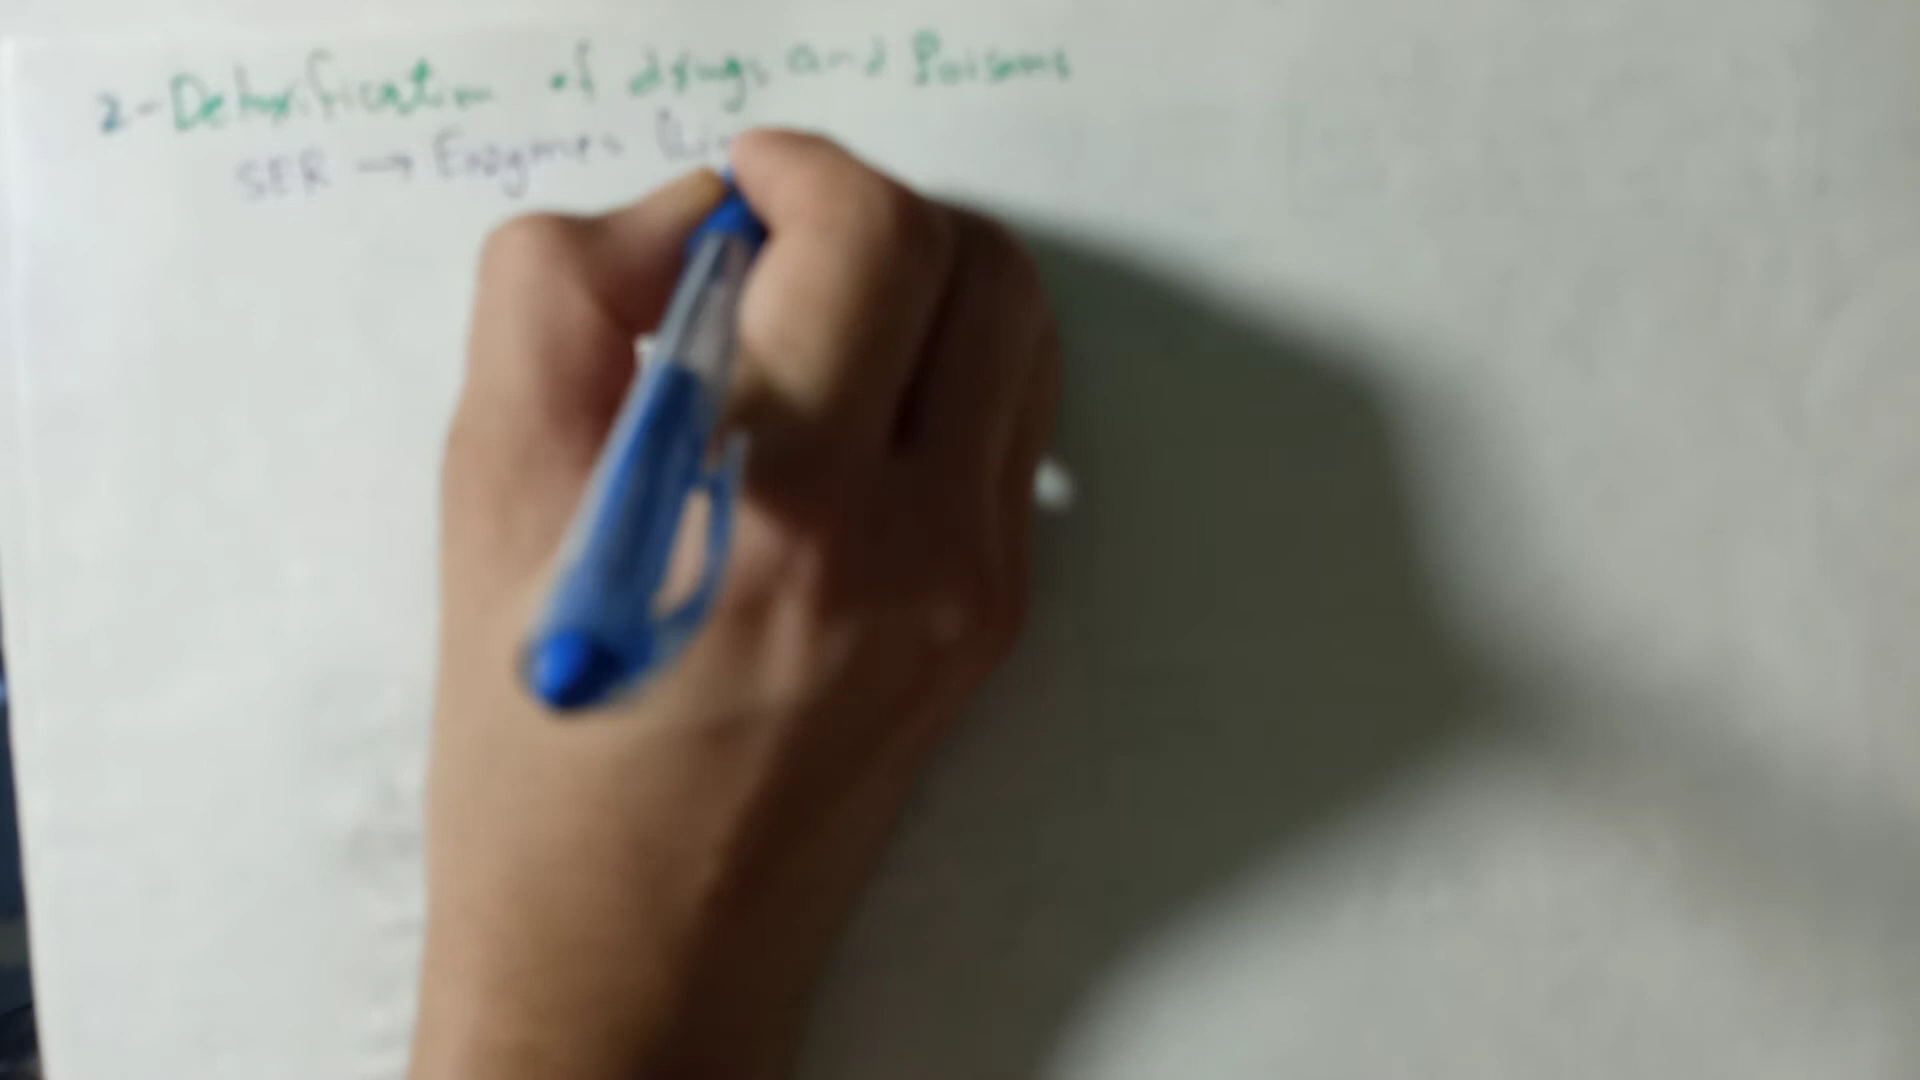 2-Detoxification of drugs and Poisons
SER → Enzymes